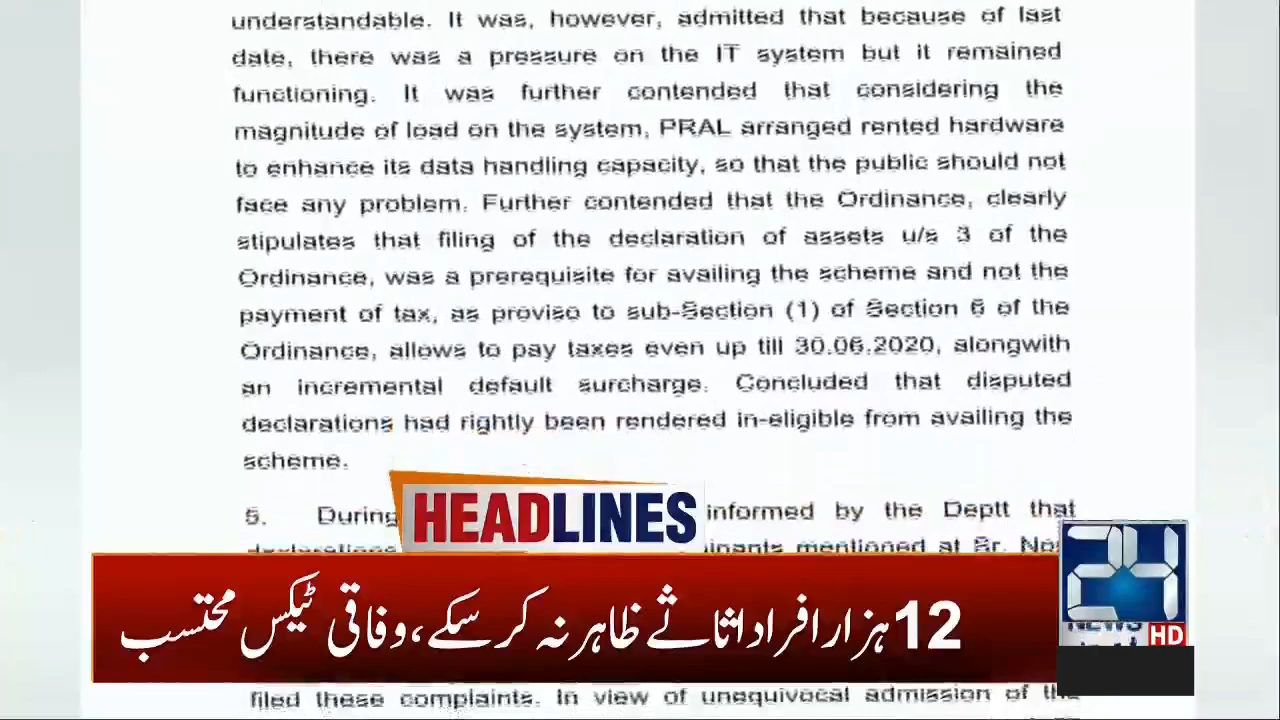 understandable. It was, however, admitted that because of last
date, there was a pressure on the IT system but it remained
functioning. It was further contended that considering the
magnitude of load on the system, PRAL arranged rented hardware
to enhance its data handling capacity, so that the public should not
face any problem. Further contended that the Ordinance, clearly
stipulates that filing of the declaration of assets u/s 3 of the
Ordinance, was a prerequisite for availing the scheme and not the
payment of tax, as proviso to sub-Section (1) of Section 6 of the
Ordinance, allows to pay taxes even up till 30.06.2020, alongwith
an incremental default surcharge. Concluded that disputed
declarations had rightly been rendered in-eligible from availing the
scheme.
5. During informed by the Deptt that
mentioned at Sr. No
HEADLINES
24
NEWS
HD
12 ہزار افراد اثاثے ظاہر نہ کر سکے، وفاقی ٹیکس محتسب
filed these complaints. In view of unequivocal admission of the